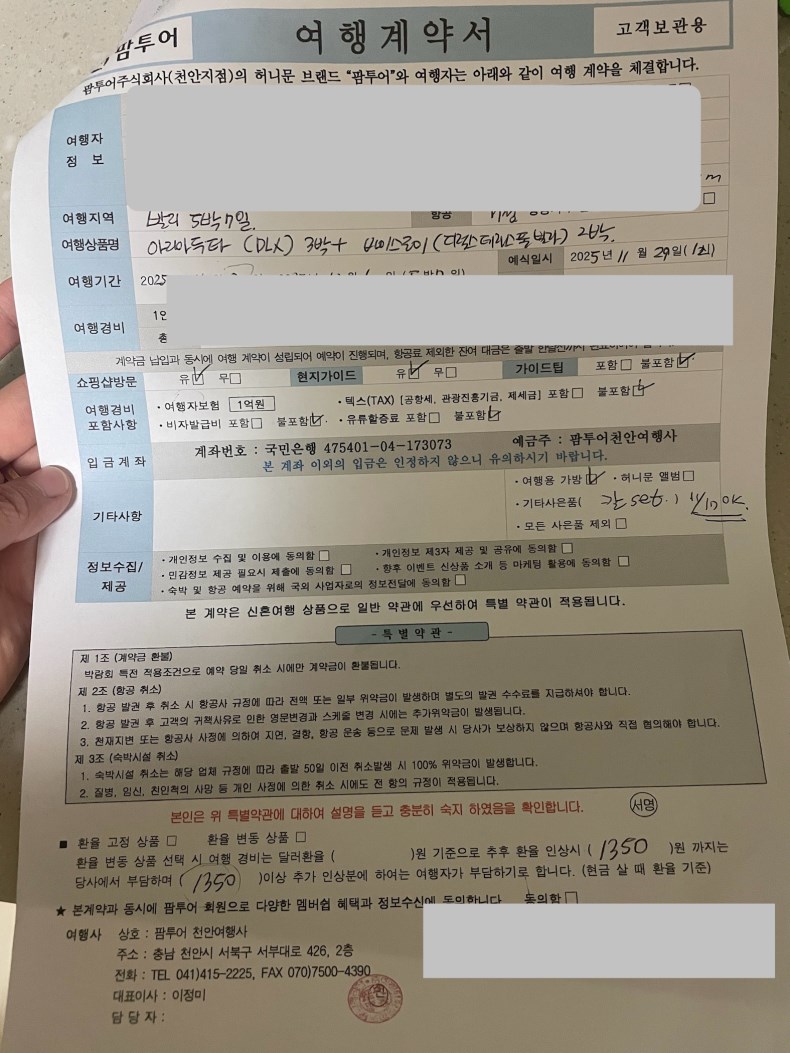 팜투어
여행계약서
고객보관용
팜투어주식회사(천안지점)의 허니문 브랜드 "팜투어"와 여행자는 아래와 같이 여행 계약을 체결합니다.
여행자
정 보
여행지역 발리 5박7일. 항공
여행상품명 아리아두타 (DLX) 3박+ (디럭스테라스풀빌라) 2박. 예식일시 2025년 11월 29일(
여행기간 2025
여행경비 1인
총
계약금 납입과 동시에 여행 계약이 성립되어 예약이 진행되며, 항공료 제외한 잔여 대금은 출발
쇼핑샵방문 유☑ 무□ 현지가이드 유☑ 무□ 가이드팁 포함□ 불포함☑
여행경비
포함사항
• 여행자보험 1억원 • 텍스(TAX) [공항세, 관광진흥기금, 제세금] 포함□ 불포함☑
• 비자발급비 포함□ 불포함☑ • 유류할증료 포함□ 불포함☑
입금계좌 계좌번호 : 국민은행 475401-04-173073 예금주 : 팜투어천안여행사
본 계좌 이외의 입금은 인정하지 않으니 유의하시기 바랍니다.
기타사항
• 여행용 가방☑ • 허니문 앨범□
• 기타사은품( 칼 set. ) OK.
• 모든 사은품 제외□
정보수집/
제공
• 개인정보 수집 및 이용에 동의함□ • 개인정보 제3자 제공 및 공유에 동의함□
• 민감정보 제공 필요시 제출에 동의함□ • 향후 이벤트 신상품 소개 등 마케팅 활용에 동의함□
• 숙박 및 항공 예약을 위해 국외 사업자로의 정보전달에 동의함□
본 계약은 신혼여행 상품으로 일반 약관에 우선하여 특별 약관이 적용됩니다.
- 특별약관 -
제 1조 (계약금 환불)
박람회 특전 적용조건으로 예약 당일 취소 시에만 계약금이 환불됩니다.
제 2조 (항공 취소)
1. 항공 발권 후 취소 시 항공사 규정에 따라 전액 또는 일부 위약금이 발생하며 별도의 발권 수수료를 지급하셔야 합니다.
2. 항공 발권 후 고객의 귀책사유로 인한 영문변경과 스케줄 변경 시에는 추가위약금이 발생됩니다.
3. 천재지변 또는 항공사 사정에 의하여 지연, 결항, 항공 운송 등으로 문제 발생 시 당사가 보상하지 않으며 항공사와 직접 협의해야 합니다.
제 3조 (숙박시설 취소)
1. 숙박시설 취소는 해당 업체 규정에 따라 출발 50일 이전 취소발생 시 100% 위약금이 발생합니다.
2. 질병, 임신, 친인척의 사망 등 개인 사정에 의한 취소 시에도 전 항의 규정이 적용됩니다.
본인은 위 특별약관에 대하여 설명을 듣고 충분히 숙지 하였음을 확인합니다. 서명
■ 환율 고정 상품 □ 환율 변동 상품 □
환율 변동 상품 선택 시 여행 경비는 달러환율 ( )원 기준으로 추후 환율 인상시 ( 1350 )원 까지는
당사에서 부담하며 ( 1350 )이상 추가 인상분에 하여는 여행자가 부담하기로 합니다. (현금 살 때 환율 기준)
★ 본계약과 동시에 팜투어 회원으로 다양한 멤버쉽 혜택과 정보수신에 동의합니다 동의함□
여행사 상호 : 팜투어 천안여행사
주소 : 충남 천안시 서북구 서부대로 426, 2층
전화 : TEL 041)415-2225, FAX 070)7500-4390
대표이사 : 이정미
담 당 자 :